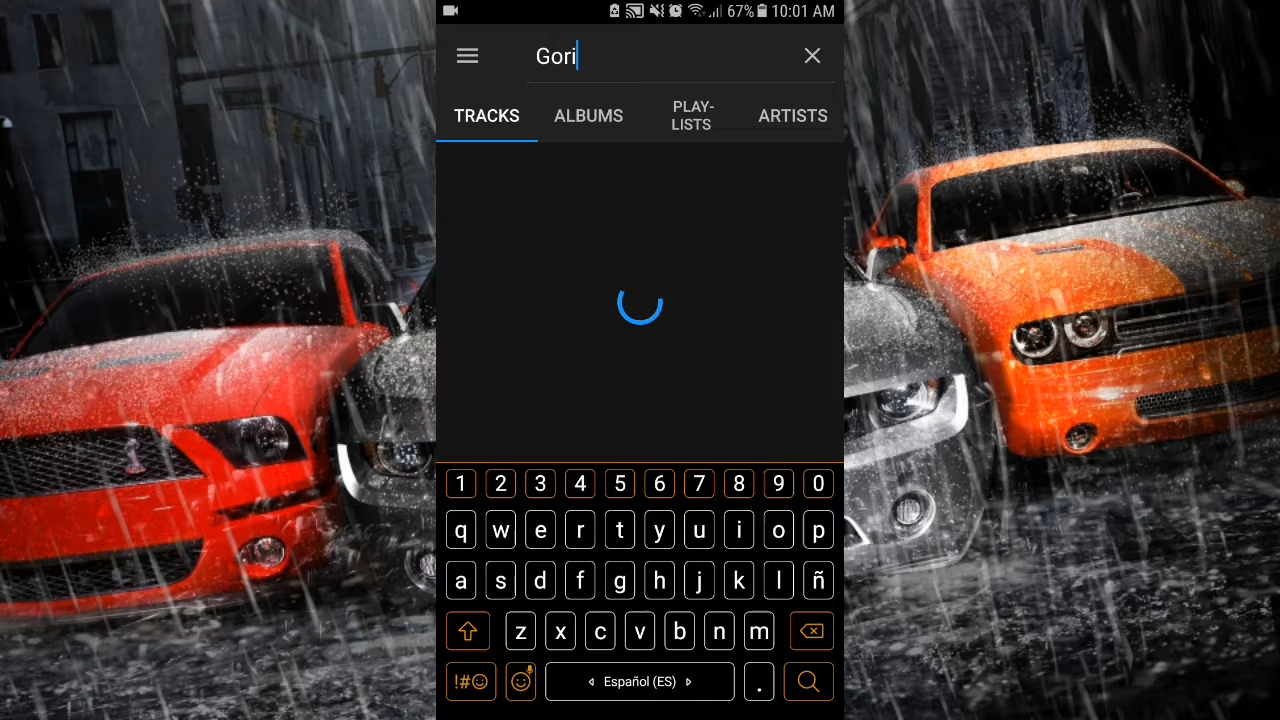 67% 10:01 AM
Gori
TRACKS ALBUMS PLAY-
LISTS ARTISTS
1 2 3 4 5 6 7 8 9 0
q w e r t y u i o p
a s d f g h j k l ñ
z x c v b n m
!#☺ Español (ES) .